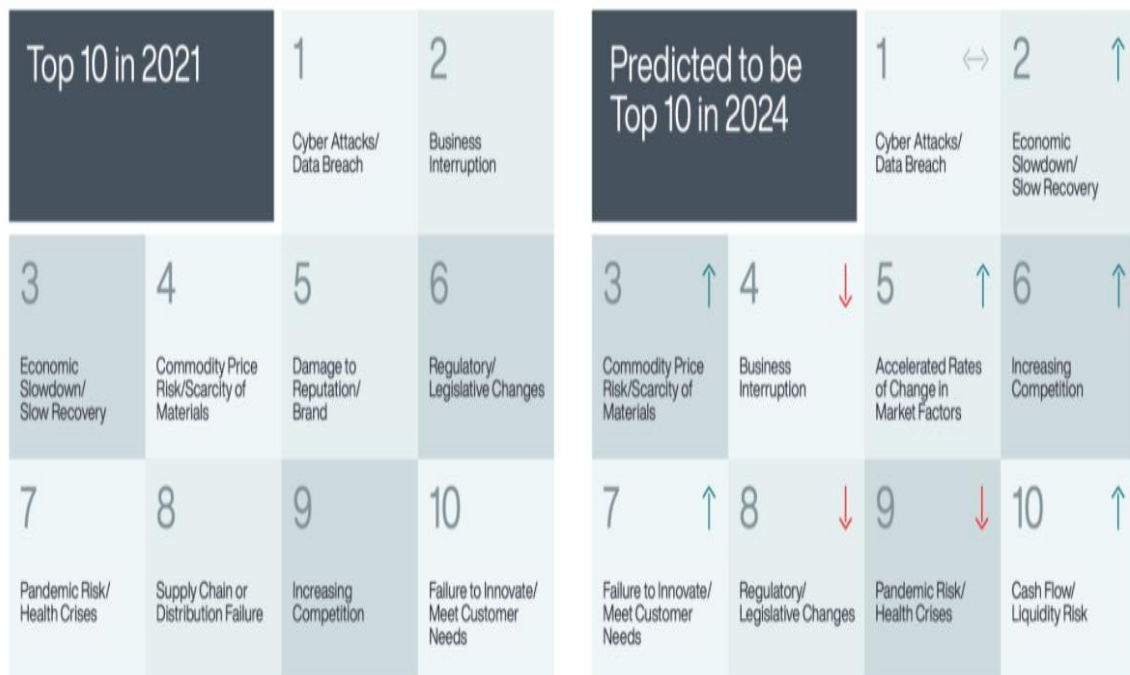 Top 10 in 2021
1
Cyber Attacks/
Data Breach
2
Business
Interruption
3
Economic
Slowdown/
Slow Recovery
4
Commodity Price
Risk/Scarcity of
Materials
5
Damage to
Reputation/
Brand
6
Regulatory/
Legislative Changes
7
Pandemic Risk/
Health Crises
8
Supply Chain or
Distribution Failure
9
Increasing
Competition
10
Failure to Innovate/
Meet Customer
Needs
Predicted to be
Top 10 in 2024
1
Cyber Attacks/
Data Breach
2
Economic
Slowdown/
Slow Recovery
3
Commodity Price
Risk/Scarcity of
Materials
4
Business
Interruption
5
Accelerated Rates
of Change in
Market Factors
6
Increasing
Competition
7
Failure to Innovate/
Meet Customer
Needs
8
Regulatory/
Legislative Changes
9
Pandemic Risk/
Health Crises
10
Cash Flow/
Liquidity Risk